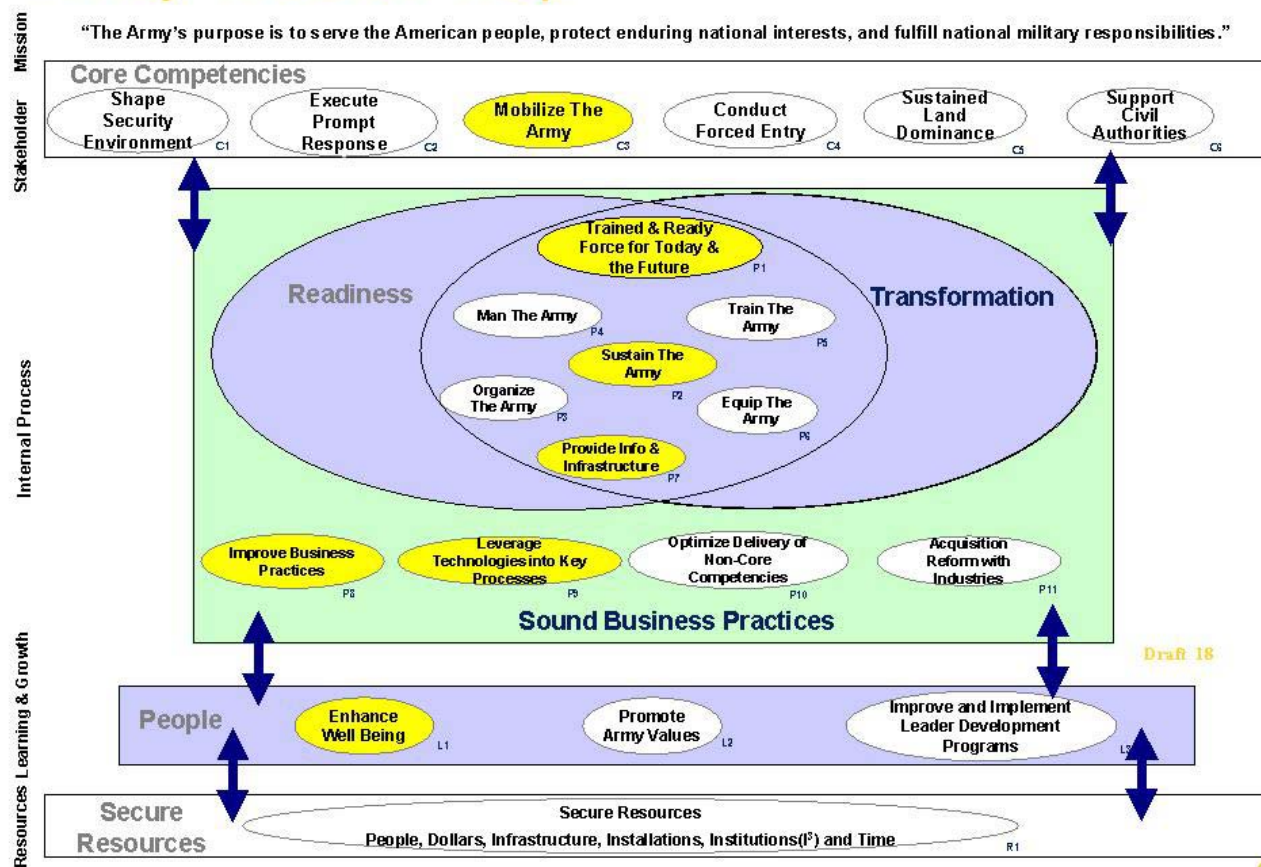 Mission
"The Army's purpose is to serve the American people, protect enduring national interests, and fulfill national military responsibilities."
Stakeholder
Core Competencies
Shape
Security
Environment
C1
Execute
Prompt
Response
C2
Mobilize The
Army
C3
Conduct
Forced Entry
C4
Sustained
Land
Dominance
C5
Support
Civil
Authorities
C6
Internal Process
Readiness
Transformation
Trained & Ready
Force for Today &
the Future
P1
Man The Army
P4
Train The
Army
P5
Sustain The
Army
P2
Organize
The Army
P3
Equip The
Army
P6
Provide Info &
Infrastructure
P7
Improve Business
Practices
P8
Leverage
Technologies into Key
Processes
P9
Optimize Delivery of
Non-Core
Competencies
P10
Acquisition
Reform with
Industries
P11
Sound Business Practices
Draft 18
Learning & Growth
People
Enhance
Well Being
L1
Promote
Army Values
L2
Improve and Implement
Leader Development
Programs
L3
Resources
Secure
Resources
Secure Resources
People, Dollars, Infrastructure, Installations, Institutions(I³) and Time
R1